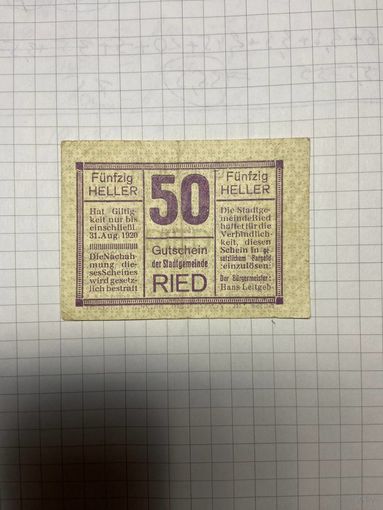 Fünfzig
HELLER
Hat Giltig-
keit nur bis
einschließl.
31. Aug. 1920
Die Nachah-
mung die-
ses Scheines
wird gesetz-
lich bestraft
50
Gutschein
der Stadtgemeinde
RIED
Fünfzig
HELLER
Die Stadtge-
meinde Ried
haftet für die
Verbindlich-
keit, diesen
Schein in ge-
setzlichem Bargeld
einzulösen:
Der Bürgermeister:
Hans Leitgeb